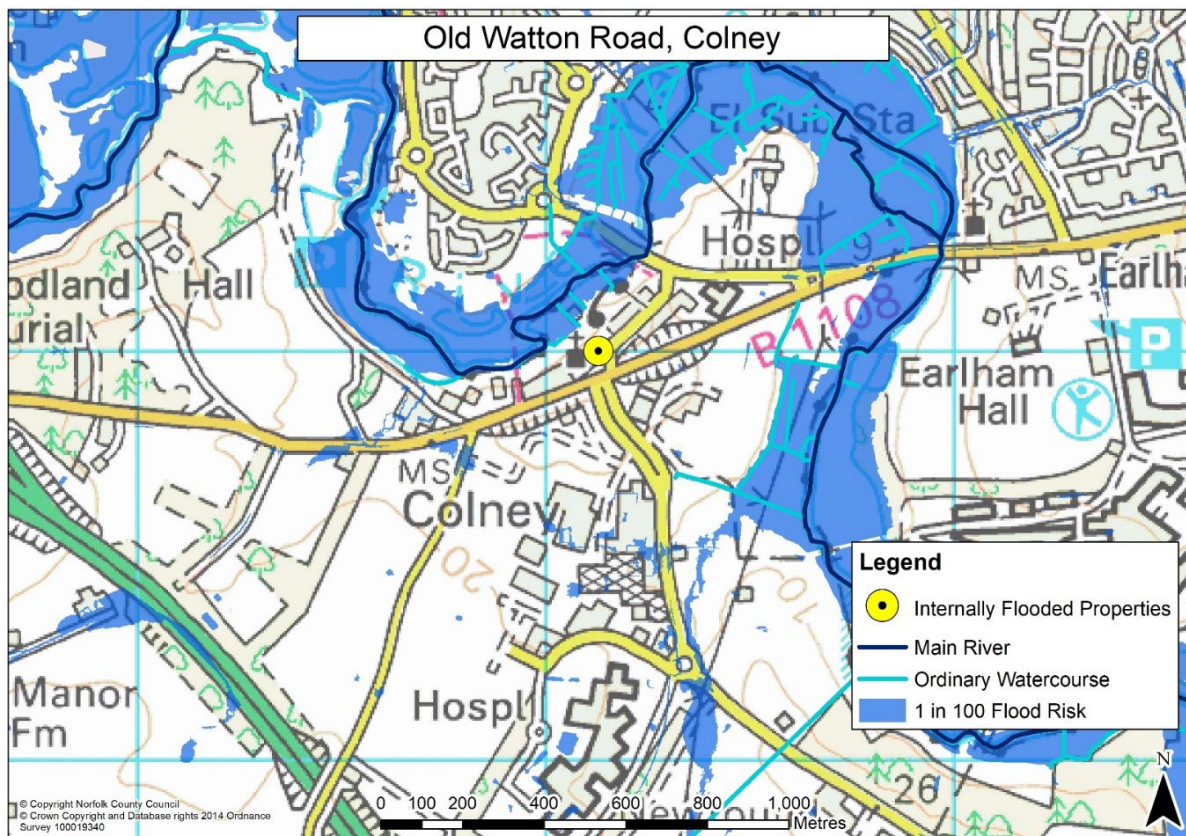 Old Watton Road, Colney
El Sub Sta
Hospl
9
MS
Earlha
odland
urial
Hall
B 1108
Earlham
Hall
P
MS
Colney
20
10
Legend
Internally Flooded Properties
Main River
Ordinary Watercourse
1 in 100 Flood Risk
Manor
Fm
Hospl
26
N
© Copyright Norfolk County Council
© Crown Copyright and Database rights 2014 Ordnance
Survey 100019340
0 100 200 400 600 800 1,000
Metres